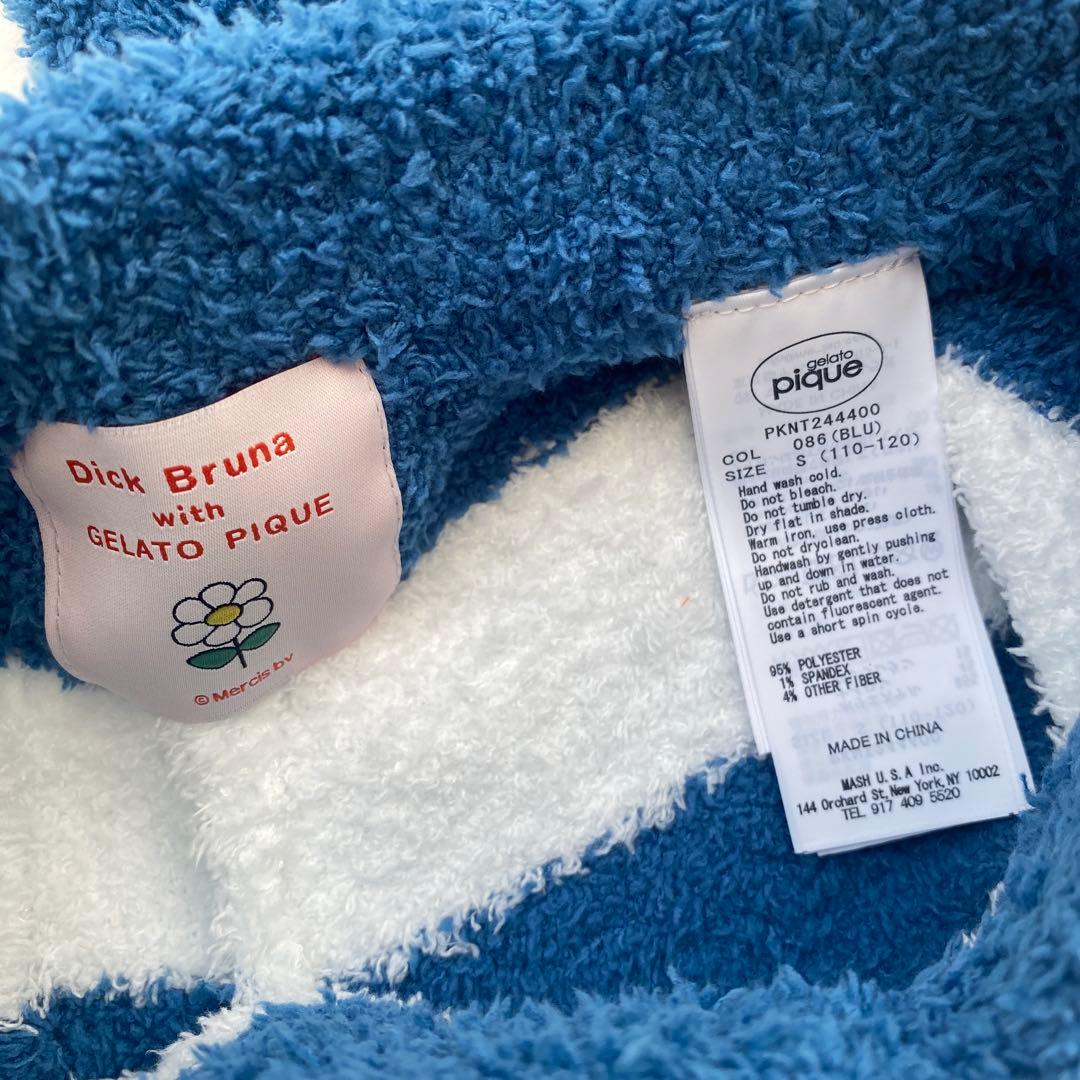 Dick Bruna
with
GELATO PIQUE
© Mercis bv
gelato
pique
PKNT244400
COL 086(BLU)
SIZE S (110-120)
Hand wash cold.
Do not bleach.
Do not tumble dry.
Dry flat in shade.
Warm iron, use press cloth.
Do not dryclean.
Handwash by gently pushing
up and down in water.
Do not rub and wash.
Use detergent that does not
contain fluorescent agent.
Use a short spin cycle.
95% POLYESTER
1% SPANDEX
4% OTHER FIBER
MADE IN CHINA
MASH U.S.A Inc.
144 Orchard St, New York, NY 10002
TEL 917 409 5520